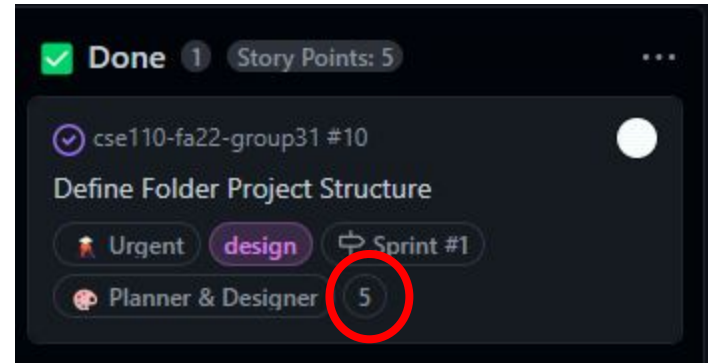 Done 1 Story Points: 5
cse110-fa22-group31 #10
Define Folder Project Structure
Urgent design Sprint #1
Planner & Designer 5